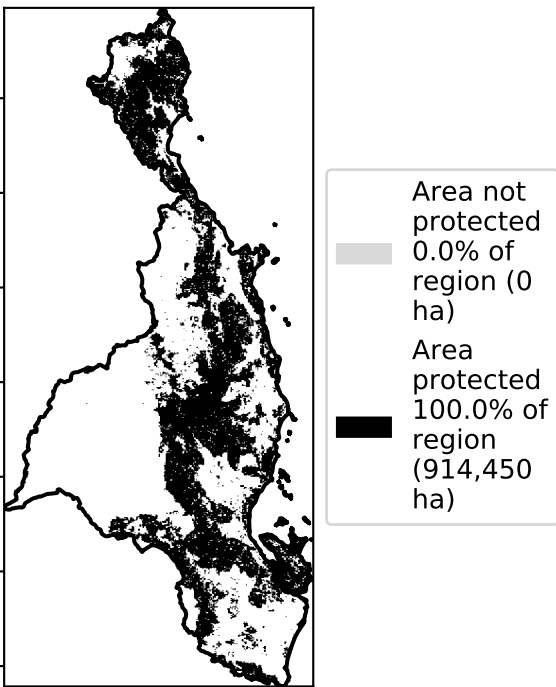 Area not
protected
0.0% of
region (0
ha)
Area
protected
100.0% of
region
(914,450
ha)